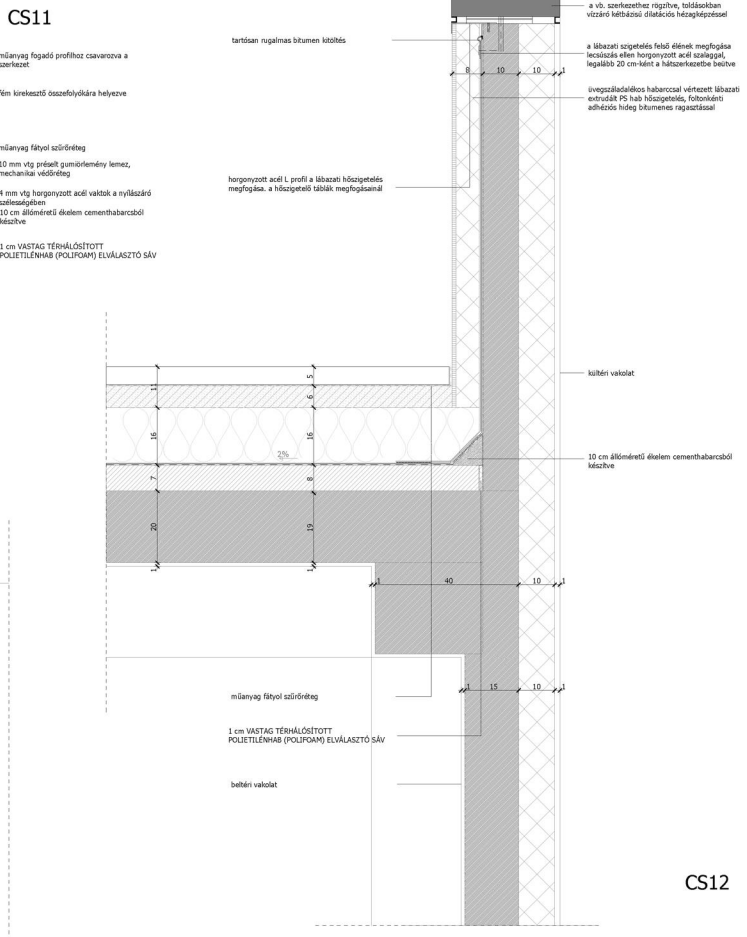 CS11
műanyag fogadó profilhoz csavarozva a
szerkezet
fém kirekesztő összefolyókára helyezve
műanyag fátyol szűrőréteg
10 mm vtg préselt gumiőrlemény lemez,
mechanikai védőréteg
4 mm vtg horgonyzott acél vaktok a nyílászáró
szélességében
10 cm állóméretű ékelem cementhabarcsból
készítve
1 cm VASTAG TÉRHÁLÓSÍTOTT
POLIETILÉNHAB (POLIFOAM) ELVÁLASZTÓ SÁV
tartósan rugalmas bitumen kitöltés
horgonyzott acél L profil a lábazati hőszigetelés
megfogása. a hőszigetelő táblák megfogásainál
a vb. szerkezethez rögzítve, toldásokban
vízzáró kétbázisú dilatációs hézagképzéssel
a lábazati szigetelés felső élének megfogása
lecsúszás ellen horgonyzott acél szalaggal,
legalább 20 cm-ként a hátszerkezetbe beütve
üvegszáladalékos habarccsal vértezett lábazati
extrudált PS hab hőszigetelés, foltonkénti
adhéziós hideg bitumenes ragasztással
8 10 10 1
kültéri vakolat
11 5
6
16 16
2%
10 cm állóméretű ékelem cementhabarcsból
készítve
7 8
20 19
1 1
1 40 10 1
1 15 10 1
műanyag fátyol szűrőréteg
1 cm VASTAG TÉRHÁLÓSÍTOTT
POLIETILÉNHAB (POLIFOAM) ELVÁLASZTÓ SÁV
beltéri vakolat
CS12